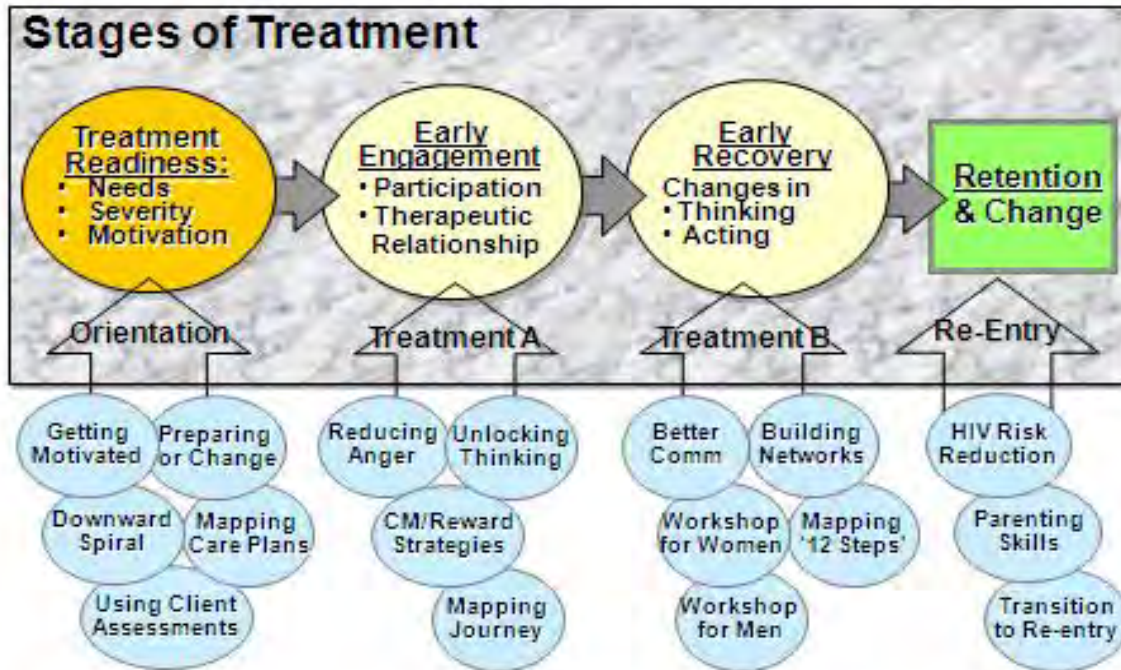 Stages of Treatment
Treatment
Readiness:
• Needs
• Severity
• Motivation
Early
Engagement
• Participation
• Therapeutic
Relationship
Early
Recovery
Changes in
• Thinking
• Acting
Retention
& Change
Orientation
Treatment A
Treatment B
Re-Entry
Getting
Motivated
Preparing
or Change
Downward
Spiral
Mapping
Care Plans
Using Client
Assessments
Reducing
Anger
Unlocking
Thinking
CM/Reward
Strategies
Mapping
Journey
Better
Comm
Building
Networks
Workshop
for Women
Mapping
'12 Steps'
Workshop
for Men
HIV Risk
Reduction
Parenting
Skills
Transition
to Re-entry